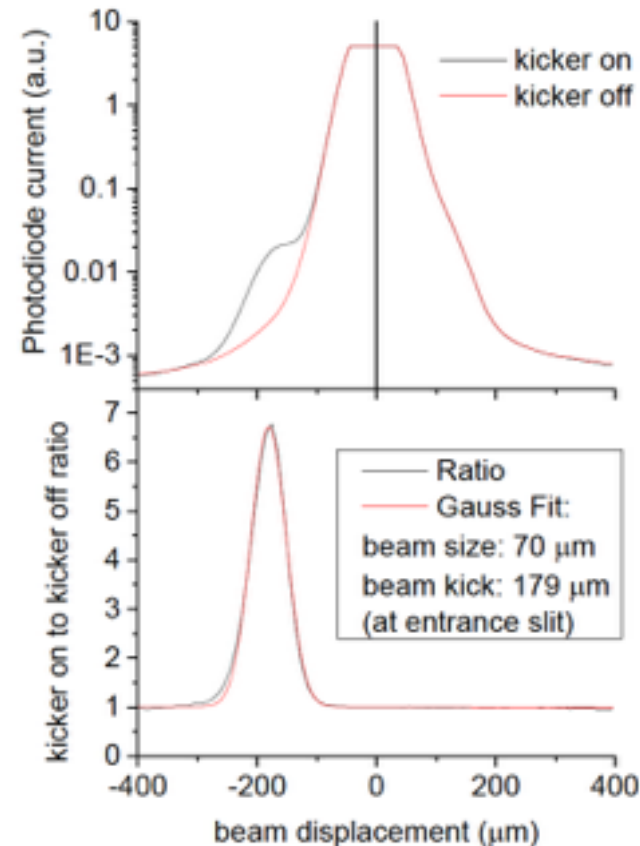 Photodiode current (a.u.)
10
1
0.1
0.01
1E-3
kicker on
kicker off
kicker on to kicker off ratio
7
6
5
4
3
2
1
0
Ratio
Gauss Fit:
beam size: 70 μm
beam kick: 179 μm
(at entrance slit)
-400
-200
0
200
400
beam displacement (μm)